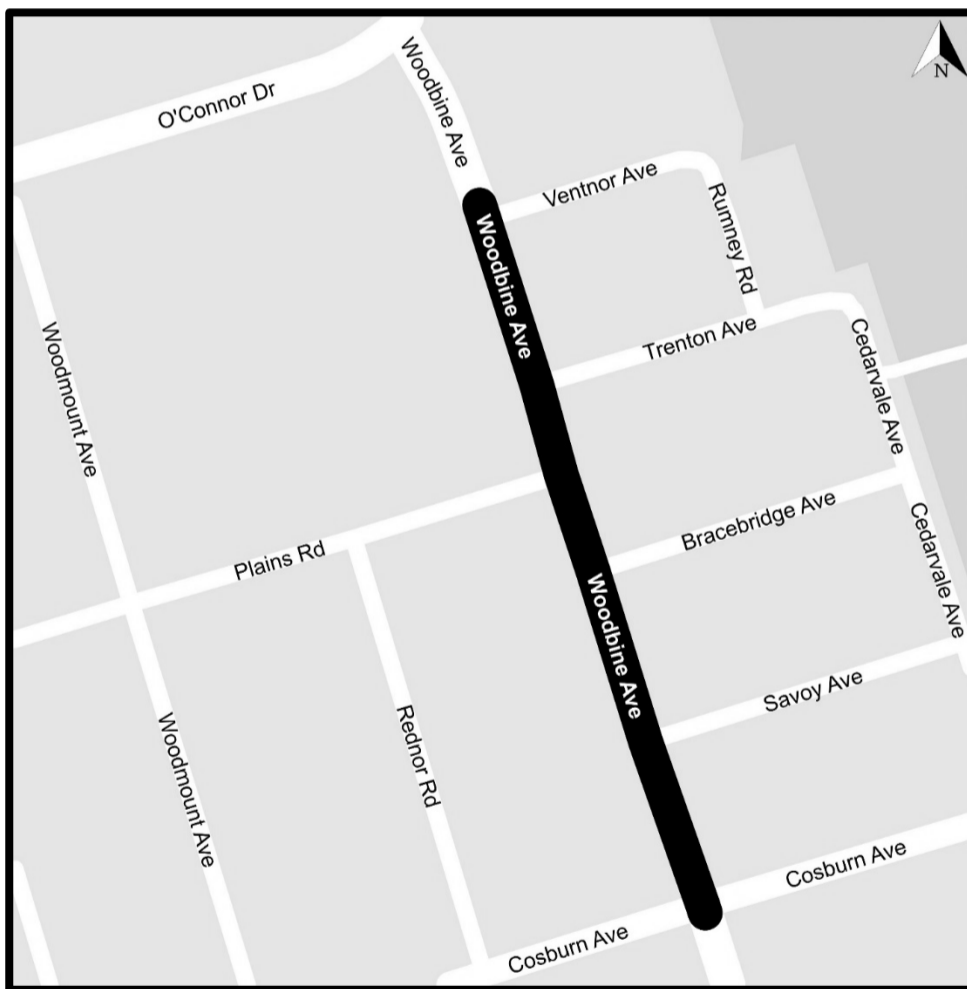 N
Woodbine Ave
O'Connor Dr
Ventnor Ave
Rumney Rd
Woodbine Ave
Trenton Ave
Cedarvale Ave
Woodmount Ave
Bracebridge Ave
Cedarvale Ave
Plains Rd
Woodbine Ave
Savoy Ave
Rednor Rd
Woodmount Ave
Cosburn Ave
Cosburn Ave